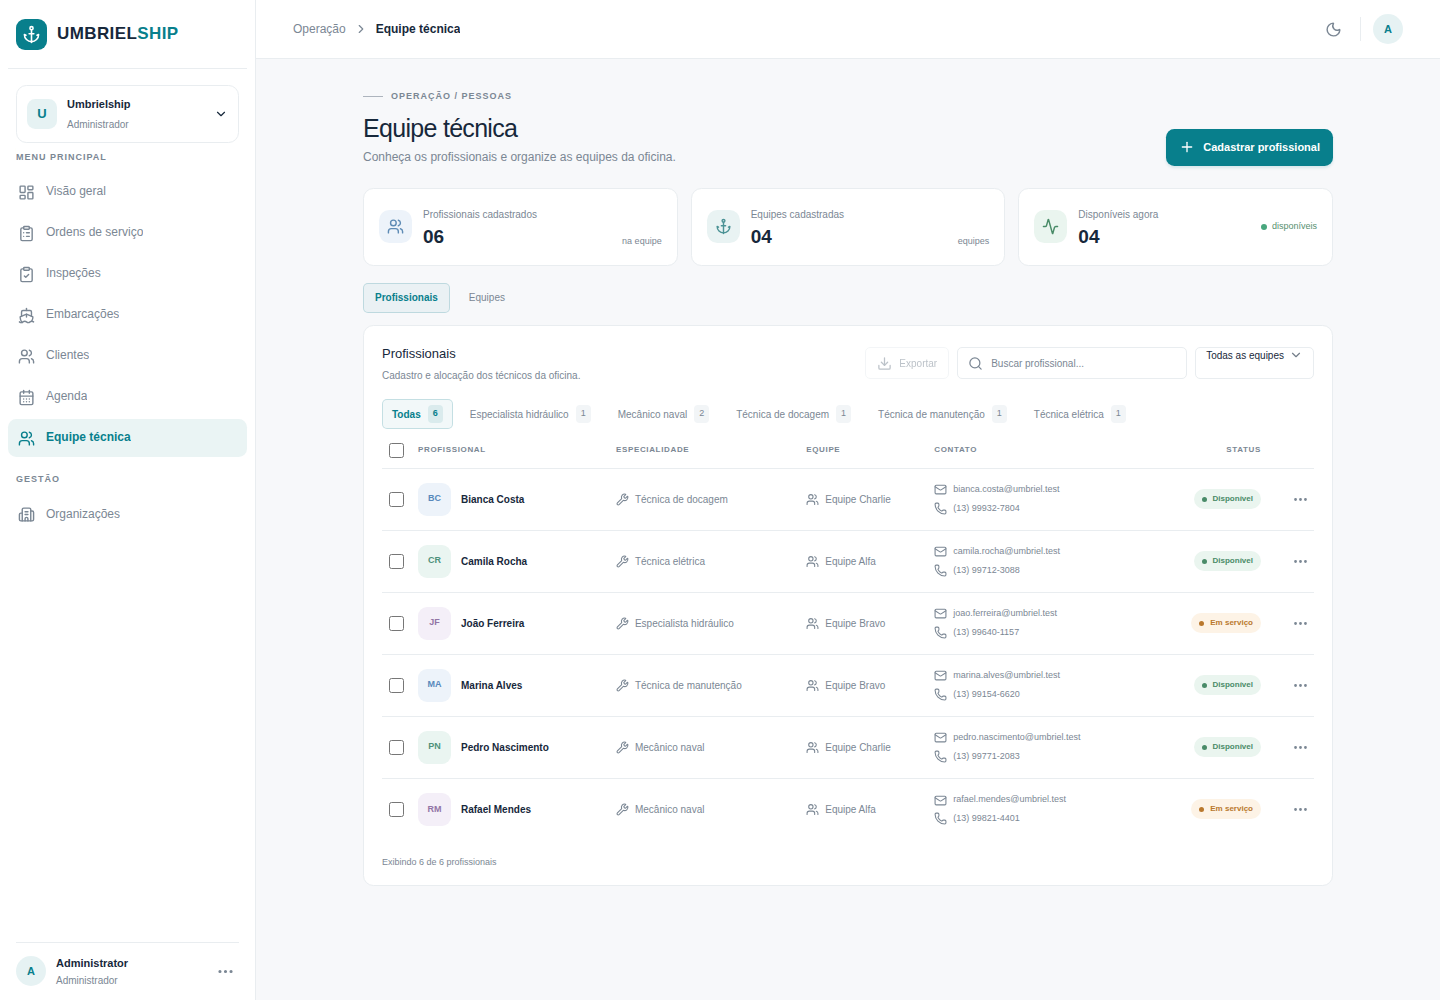 UMBRIELSHIP
U
Umbrielship
Administrador
MENU PRINCIPAL
Visão geral
Ordens de serviço
Inspeções
Embarcações
Clientes
Agenda
Equipe técnica
GESTÃO
Organizações
A
Administrator
Administrador
Operação
Equipe técnica
A
OPERAÇÃO / PESSOAS
Equipe técnica
Conheça os profissionais e organize as equipes da oficina.
Cadastrar profissional
Profissionais cadastrados
06
na equipe
Equipes cadastradas
04
equipes
Disponíveis agora
04
disponíveis
Profissionais
Equipes
Profissionais
Cadastro e alocação dos técnicos da oficina.
Exportar
Buscar profissional...
Todas as equipes
Todas 6
Especialista hidráulico 1
Mecânico naval 2
Técnica de docagem 1
Técnica de manutenção 1
Técnica elétrica 1
PROFISSIONAL ESPECIALIDADE EQUIPE CONTATO STATUS
BC Bianca Costa Técnica de docagem Equipe Charlie bianca.costa@umbriel.test Disponível
(13) 99932-7804
CR Camila Rocha Técnica elétrica Equipe Alfa camila.rocha@umbriel.test Disponível
(13) 99712-3088
JF João Ferreira Especialista hidráulico Equipe Bravo joao.ferreira@umbriel.test Em serviço
(13) 99640-1157
MA Marina Alves Técnica de manutenção Equipe Bravo marina.alves@umbriel.test Disponível
(13) 99154-6620
PN Pedro Nascimento Mecânico naval Equipe Charlie pedro.nascimento@umbriel.test Disponível
(13) 99771-2083
RM Rafael Mendes Mecânico naval Equipe Alfa rafael.mendes@umbriel.test Em serviço
(13) 99821-4401
Exibindo 6 de 6 profissionais